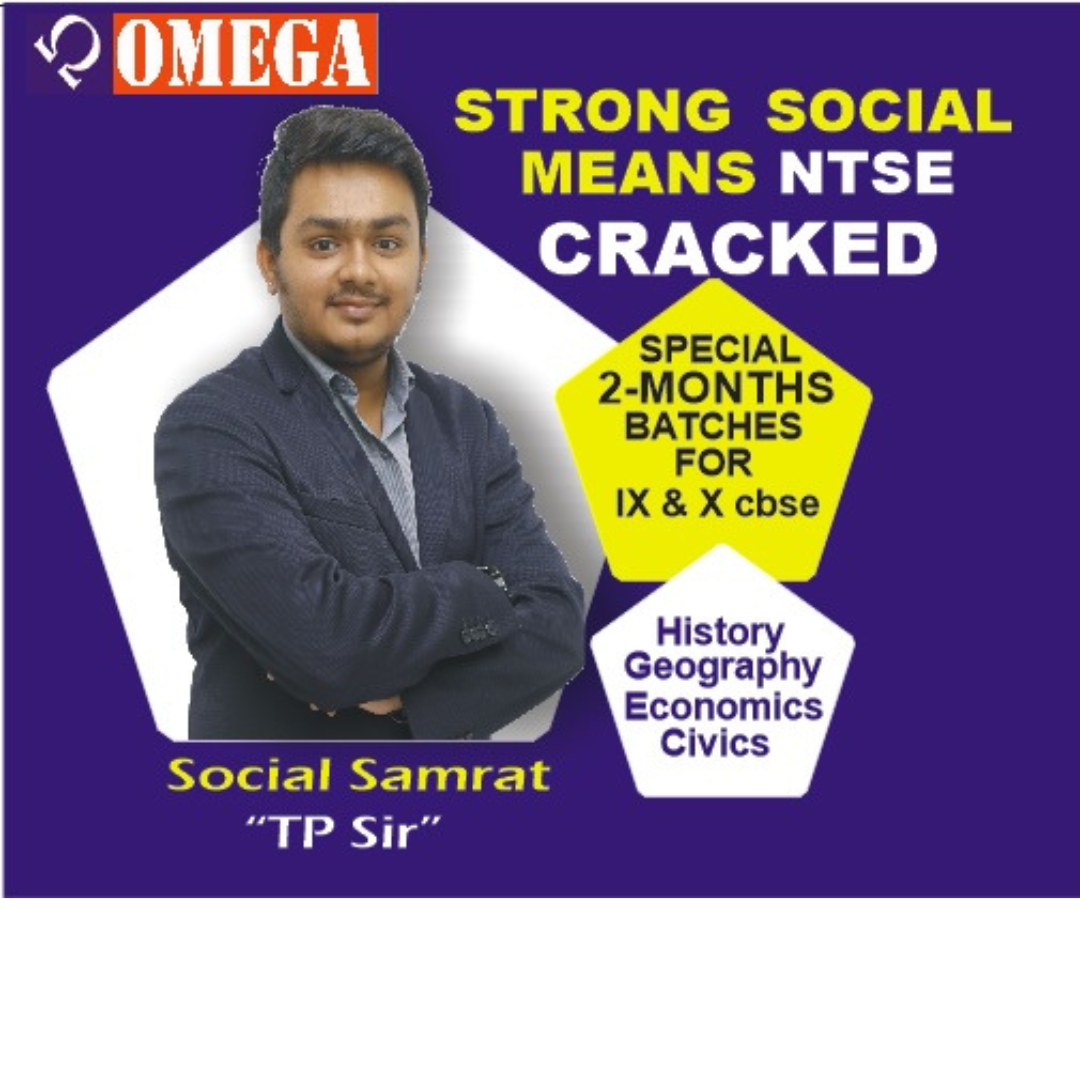 OMEGA
STRONG SOCIAL
MEANS NTSE
CRACKED
SPECIAL
2-MONTHS
BATCHES
FOR
IX & X cbse
History
Geography
Economics
Civics
Social Samrat
“TP Sir”